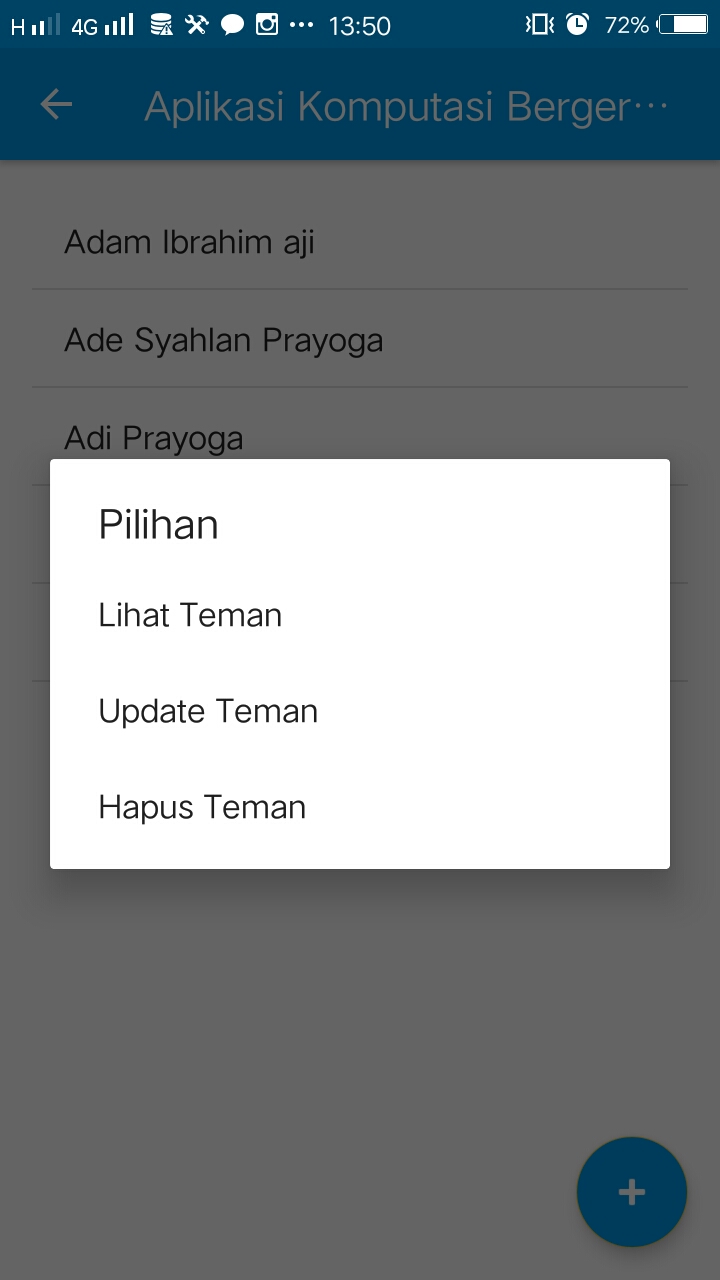 H 4G 13:50 72%
Aplikasi Komputasi Berger...
Adam Ibrahim aji
Ade Syahlan Prayoga
Adi Prayoga
Pilihan
Lihat Teman
Update Teman
Hapus Teman
+